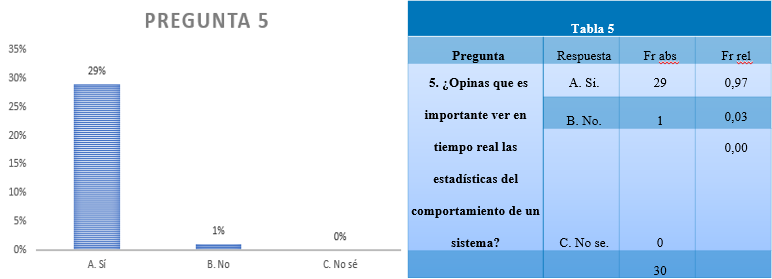 PREGUNTA 5
35%
30%
25%
20%
15%
10%
5%
0%
29%
1%
0%
A. Sí
B. No
C. No sé
Tabla 5
Pregunta Respuesta Fr abs Fr rel
5. ¿Opinas que es A. Si. 29 0,97
importante ver en B. No. 1 0,03
tiempo real las 0,00
estadísticas del
comportamiento de un
sistema? C. No se. 0
30